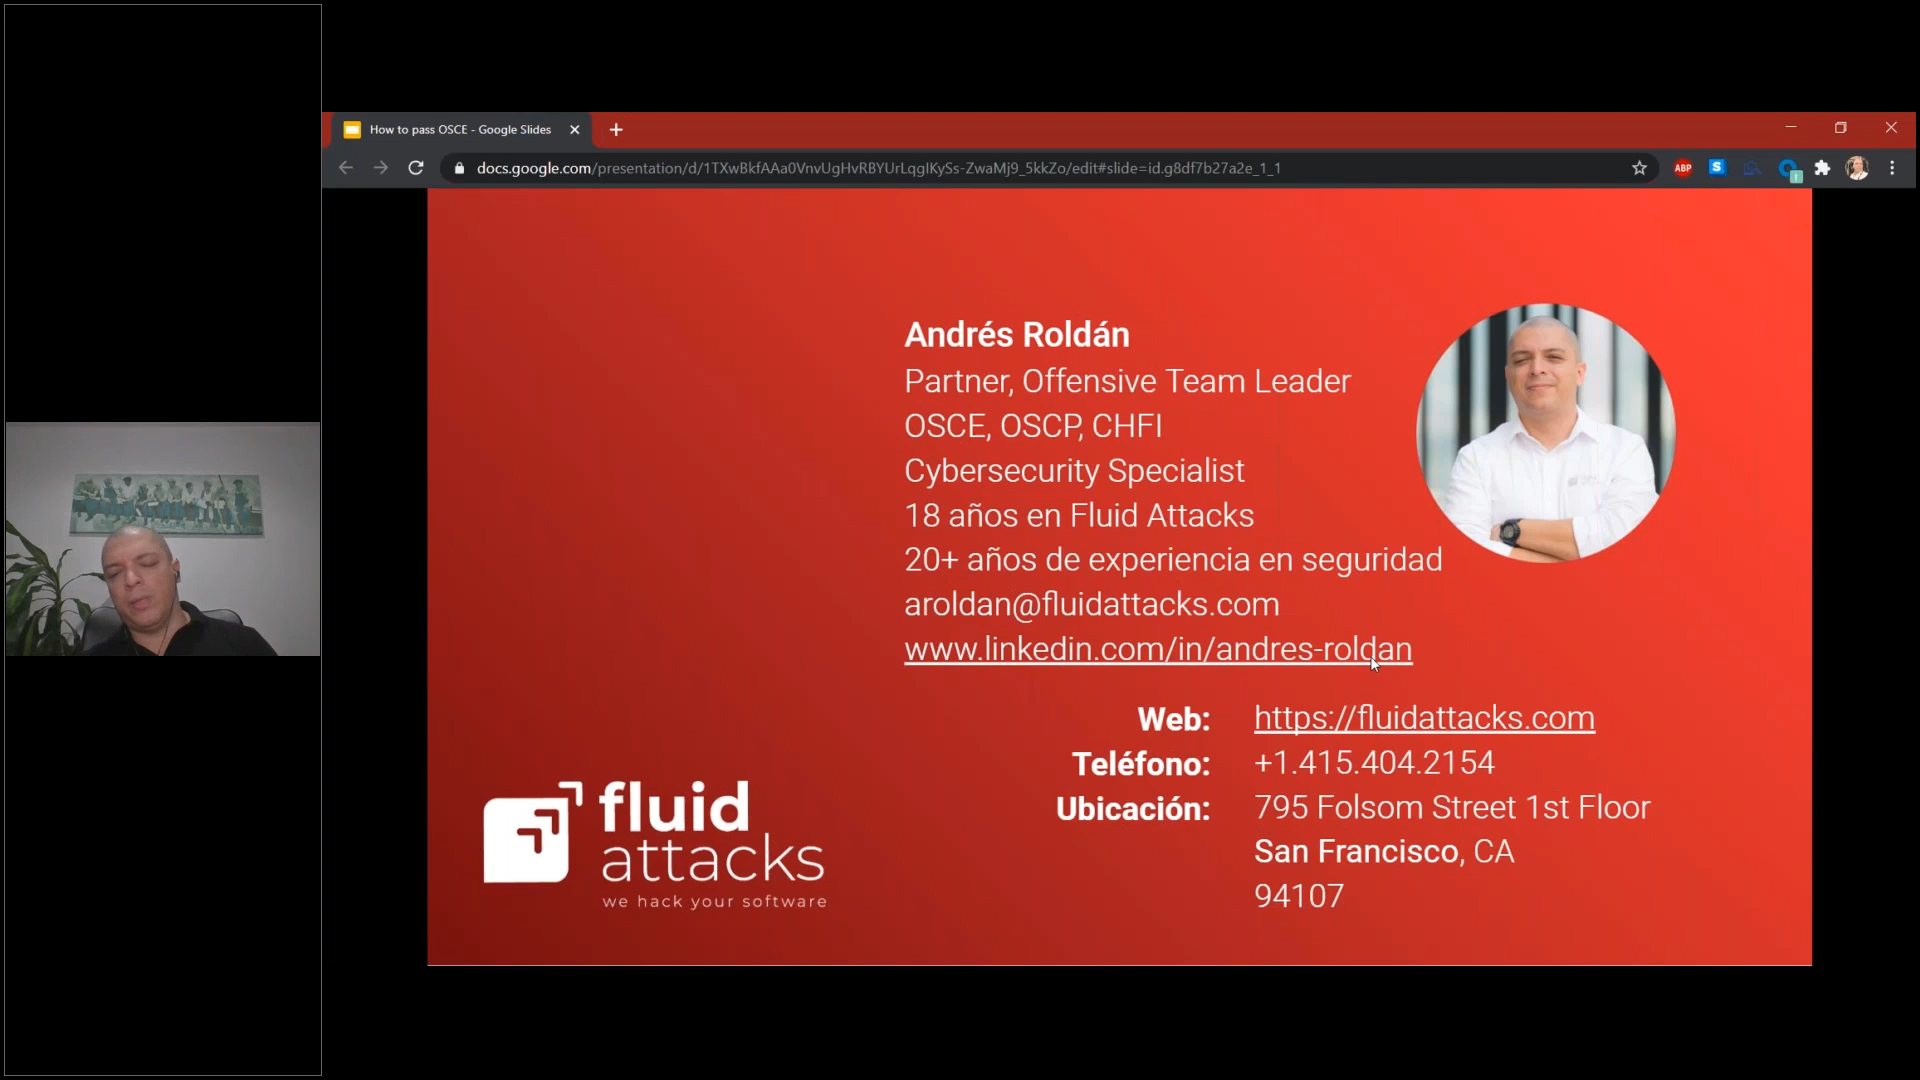 How to pass OSCE - Google Slides
docs.google.com/presentation/d/1TXwBkfAAa0VnvUgHvRBYUrLqgIKySs-ZwaMj9_5kkZo/edit#slide=id.g8df7b27a2e_1_1
ABP
S
Andrés Roldán
Partner, Offensive Team Leader
OSCE, OSCP, CHFI
Cybersecurity Specialist
18 años en Fluid Attacks
20+ años de experiencia en seguridad
aroldan@fluidattacks.com
www.linkedin.com/in/andres-roldan
Web: https://fluidattacks.com
Teléfono: +1.415.404.2154
Ubicación: 795 Folsom Street 1st Floor
San Francisco, CA
94107
fluid
attacks
we hack your software